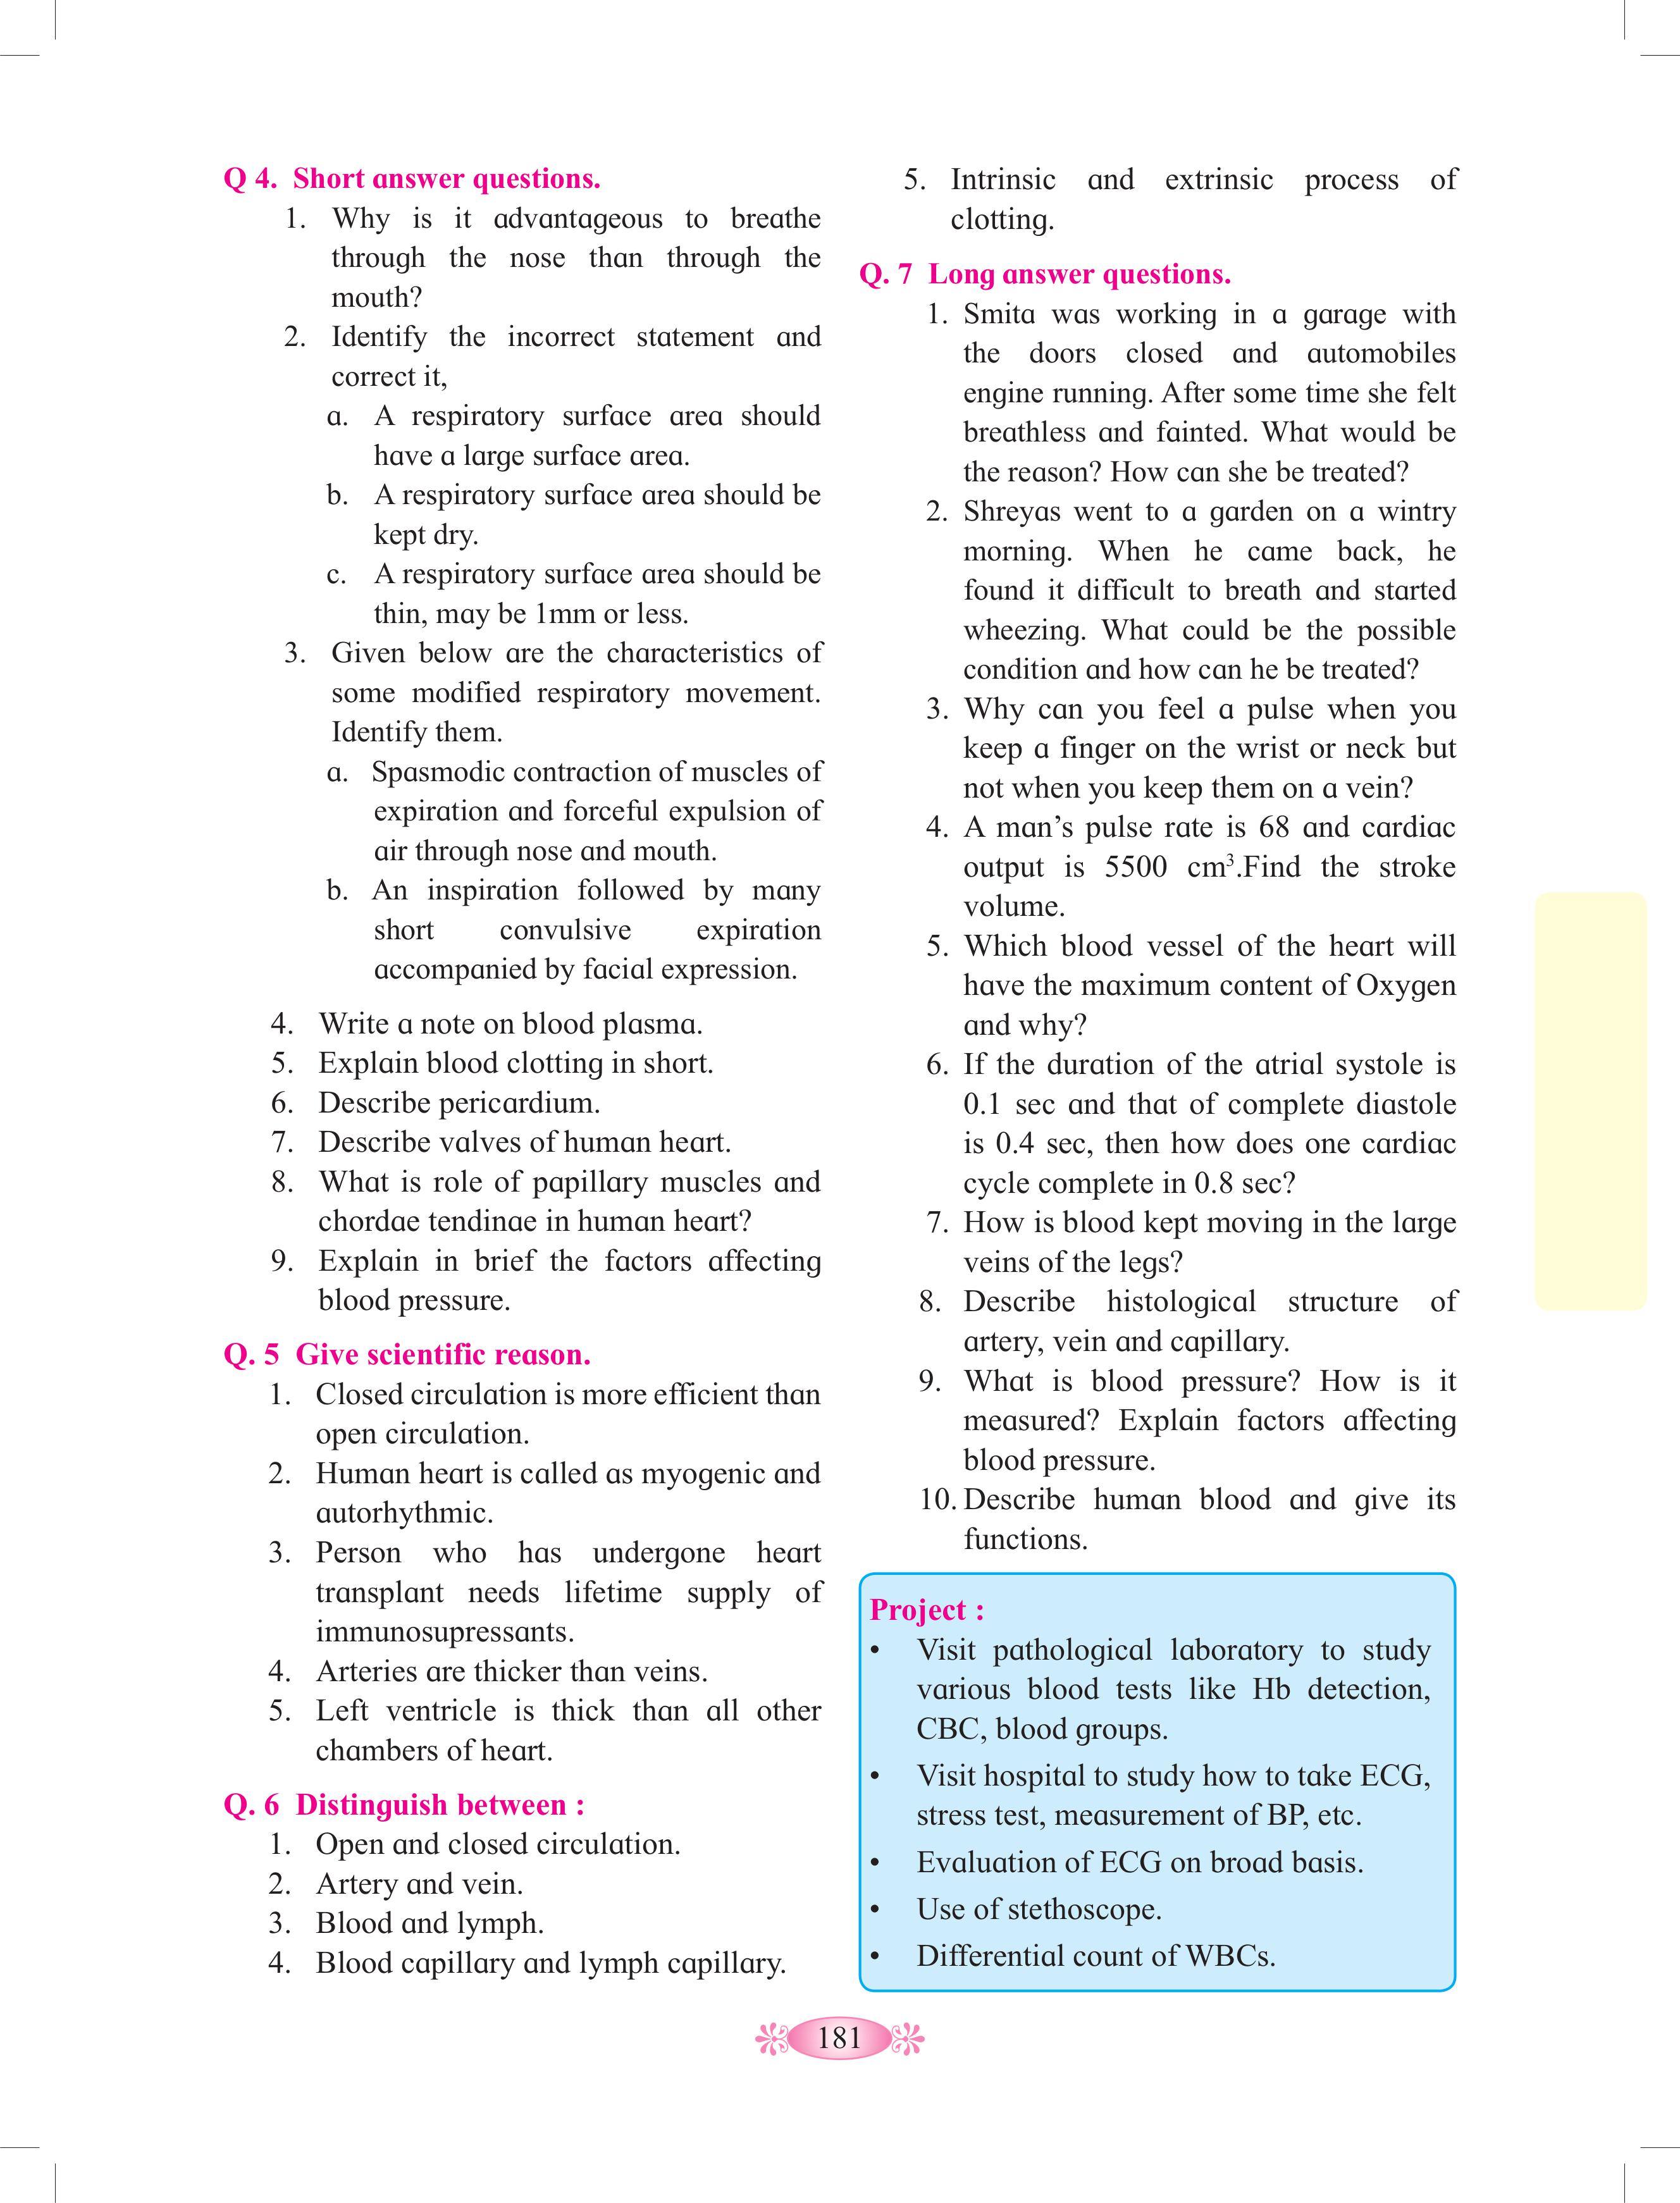 Q 4. Short answer questions.
1. Why is it advantageous to breathe
through the nose than through the
mouth?
2. Identify the incorrect statement and
correct it,
a. A respiratory surface area should
have a large surface area.
b. A respiratory surface area should be
kept dry.
c. A respiratory surface area should be
thin, may be 1mm or less.
3. Given below are the characteristics of
some modified respiratory movement.
Identify them.
a. Spasmodic contraction of muscles of
expiration and forceful expulsion of
air through nose and mouth.
b. An inspiration followed by many
short convulsive expiration
accompanied by facial expression.
4. Write a note on blood plasma.
5. Explain blood clotting in short.
6. Describe pericardium.
7. Describe valves of human heart.
8. What is role of papillary muscles and
chordae tendinae in human heart?
9. Explain in brief the factors affecting
blood pressure.
Q. 5 Give scientific reason.
1. Closed circulation is more efficient than
open circulation.
2. Human heart is called as myogenic and
autorhythmic.
3. Person who has undergone heart
transplant needs lifetime supply of
immunosupressants.
4. Arteries are thicker than veins.
5. Left ventricle is thick than all other
chambers of heart.
Q. 6 Distinguish between :
1. Open and closed circulation.
2. Artery and vein.
3. Blood and lymph.
4. Blood capillary and lymph capillary.
5. Intrinsic and extrinsic process of
clotting.
Q. 7 Long answer questions.
1. Smita was working in a garage with
the doors closed and automobiles
engine running. After some time she felt
breathless and fainted. What would be
the reason? How can she be treated?
2. Shreyas went to a garden on a wintry
morning. When he came back, he
found it difficult to breath and started
wheezing. What could be the possible
condition and how can he be treated?
3. Why can you feel a pulse when you
keep a finger on the wrist or neck but
not when you keep them on a vein?
4. A man’s pulse rate is 68 and cardiac
output is 5500 cm³.Find the stroke
volume.
5. Which blood vessel of the heart will
have the maximum content of Oxygen
and why?
6. If the duration of the atrial systole is
0.1 sec and that of complete diastole
is 0.4 sec, then how does one cardiac
cycle complete in 0.8 sec?
7. How is blood kept moving in the large
veins of the legs?
8. Describe histological structure of
artery, vein and capillary.
9. What is blood pressure? How is it
measured? Explain factors affecting
blood pressure.
10. Describe human blood and give its
functions.
Project :
• Visit pathological laboratory to study
various blood tests like Hb detection,
CBC, blood groups.
• Visit hospital to study how to take ECG,
stress test, measurement of BP, etc.
• Evaluation of ECG on broad basis.
• Use of stethoscope.
• Differential count of WBCs.
181